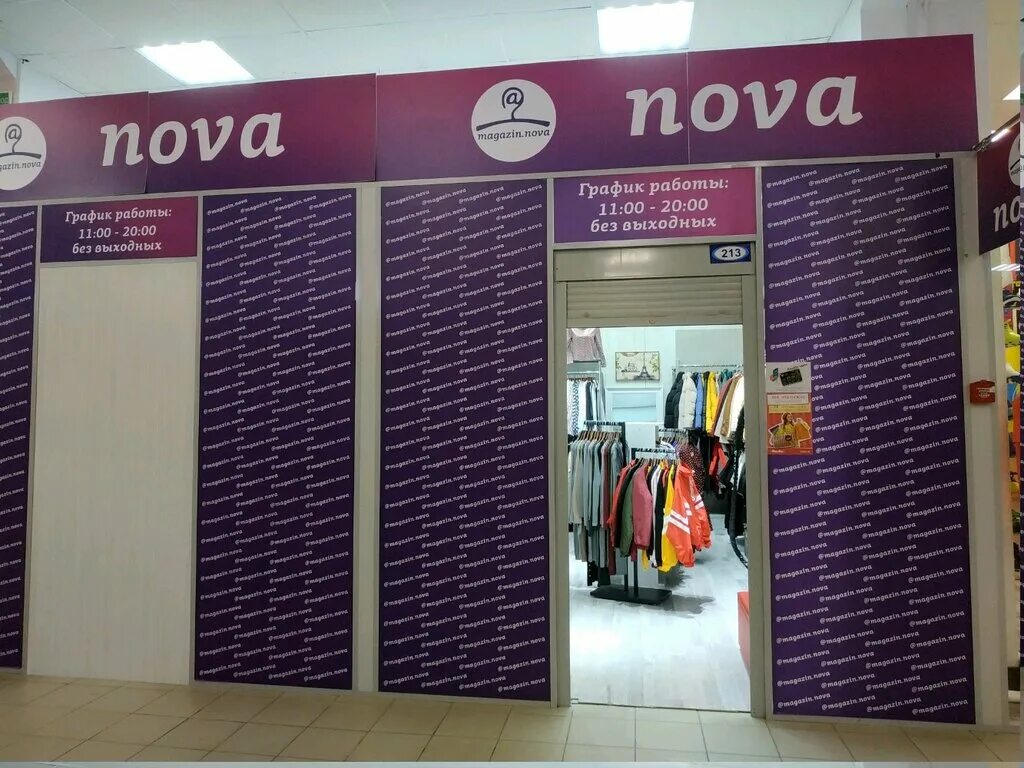 @
magazin.nova
nova
@
magazin.nova
nova
График работы:
11:00 - 20:00
без выходных
График работы:
11:00 - 20:00
без выходных
213
@magazin.nova